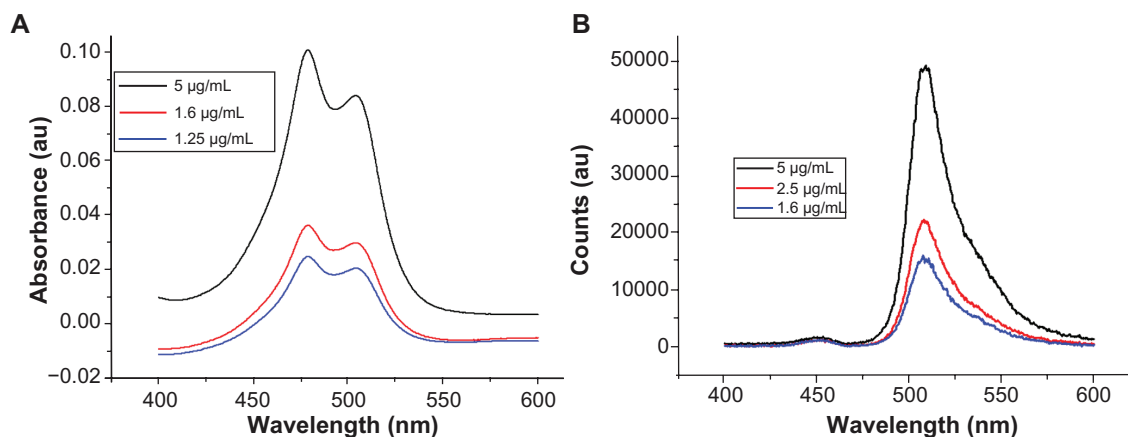 A
Absorbance (au)
0.10
0.08
0.06
0.04
0.02
0.00
−0.02
5 µg/mL
1.6 µg/mL
1.25 µg/mL
400
450
500
550
600
Wavelength (nm)
B
Counts (au)
50000
40000
30000
20000
10000
0
5 µg/mL
2.5 µg/mL
1.6 µg/mL
400
450
500
550
600
Wavelength (nm)